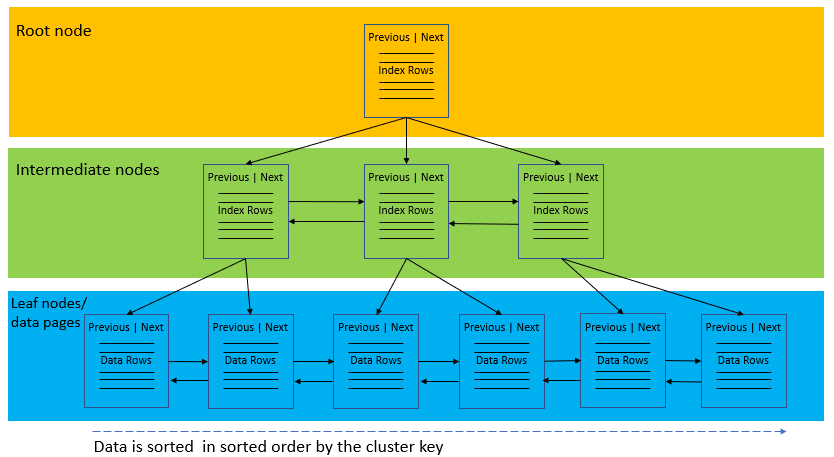 Root node
Previous | Next
Index Rows
Intermediate nodes
Previous | Next
Index Rows
Previous | Next
Index Rows
Previous | Next
Index Rows
Leaf nodes/
data pages
Previous | Next
Data Rows
Previous | Next
Data Rows
Previous | Next
Data Rows
Previous | Next
Data Rows
Previous | Next
Data Rows
Previous | Next
Data Rows
Data is sorted  in sorted order by the cluster key